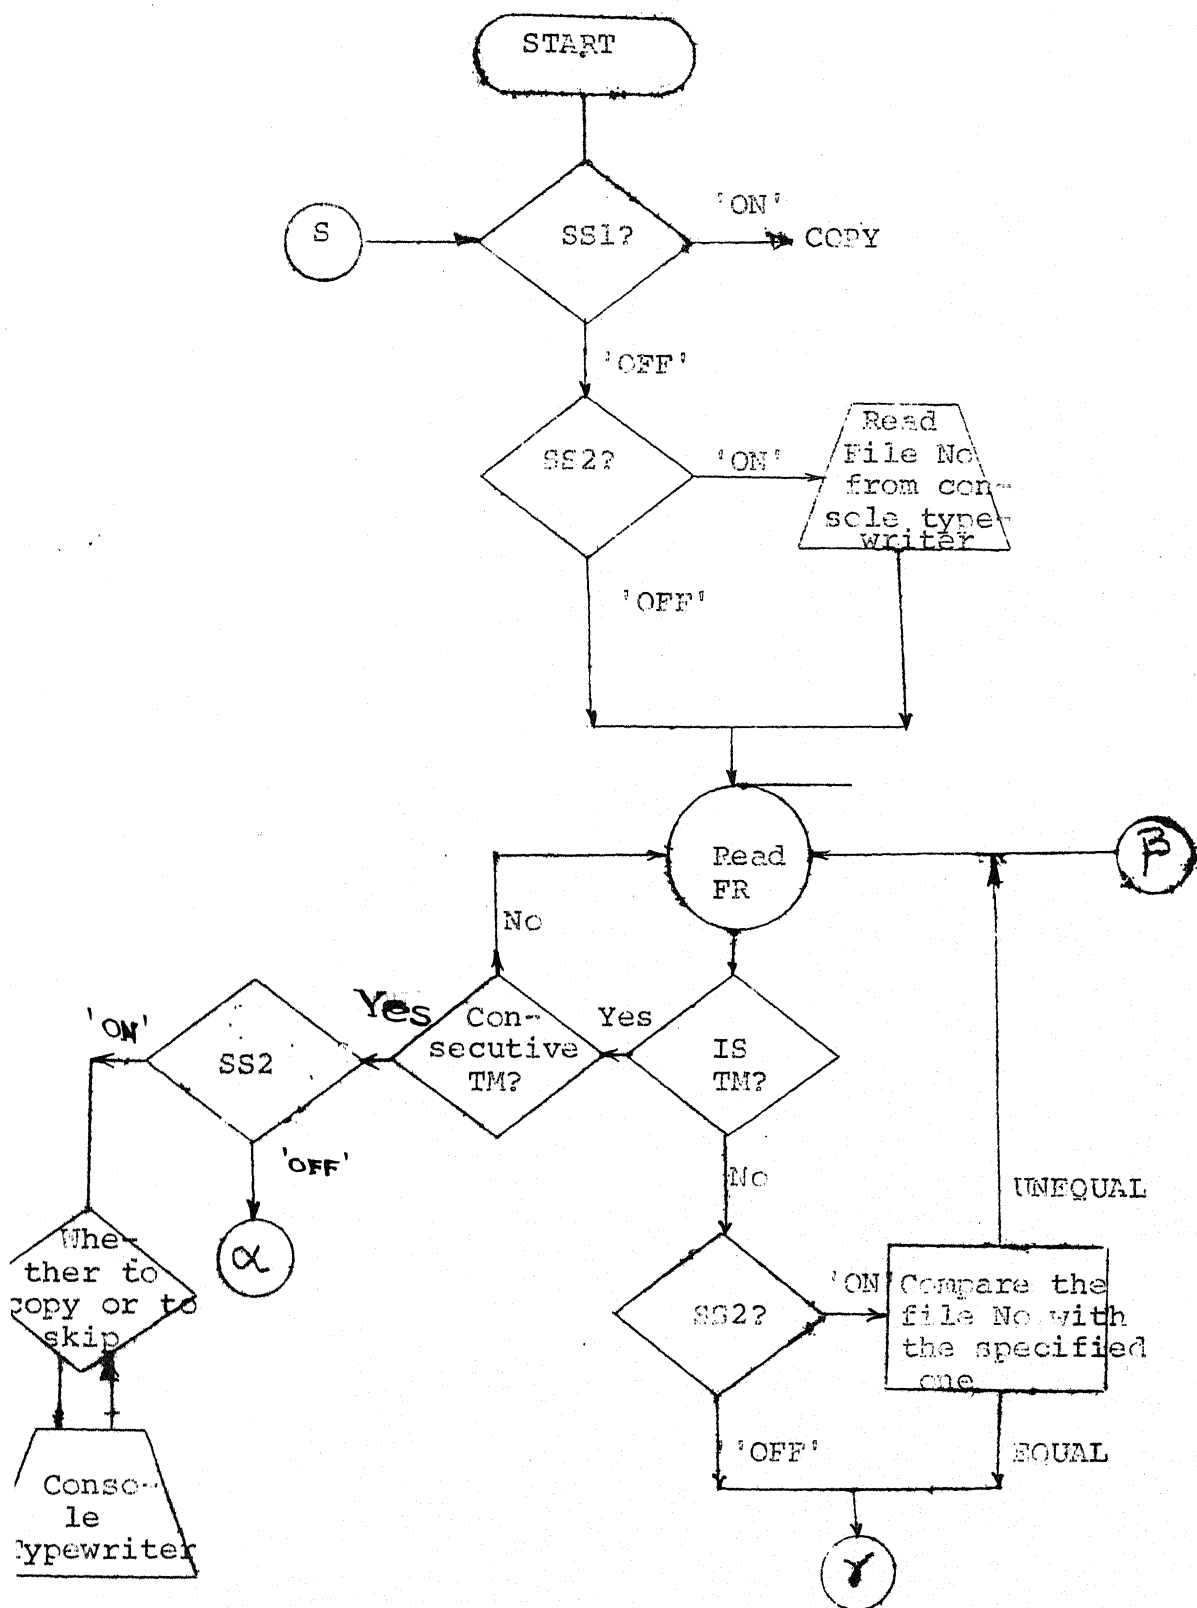 START
S
SS1?
'ON'
COPY
'OFF'
SS2?
'ON'
Read
File No
from con-
sole type-
writer
'OFF'
Read
FR
β
No
Yes
Con-
secutive
TM?
Yes
IS
TM?
'ON'
SS2
'OFF'
α
No
UNEQUAL
Whe-
ther to
copy or to
skip
SS2?
'ON'
Compare the
file No with
the specified
one
'OFF'
EQUAL
Conso-
le
Typewriter
γ